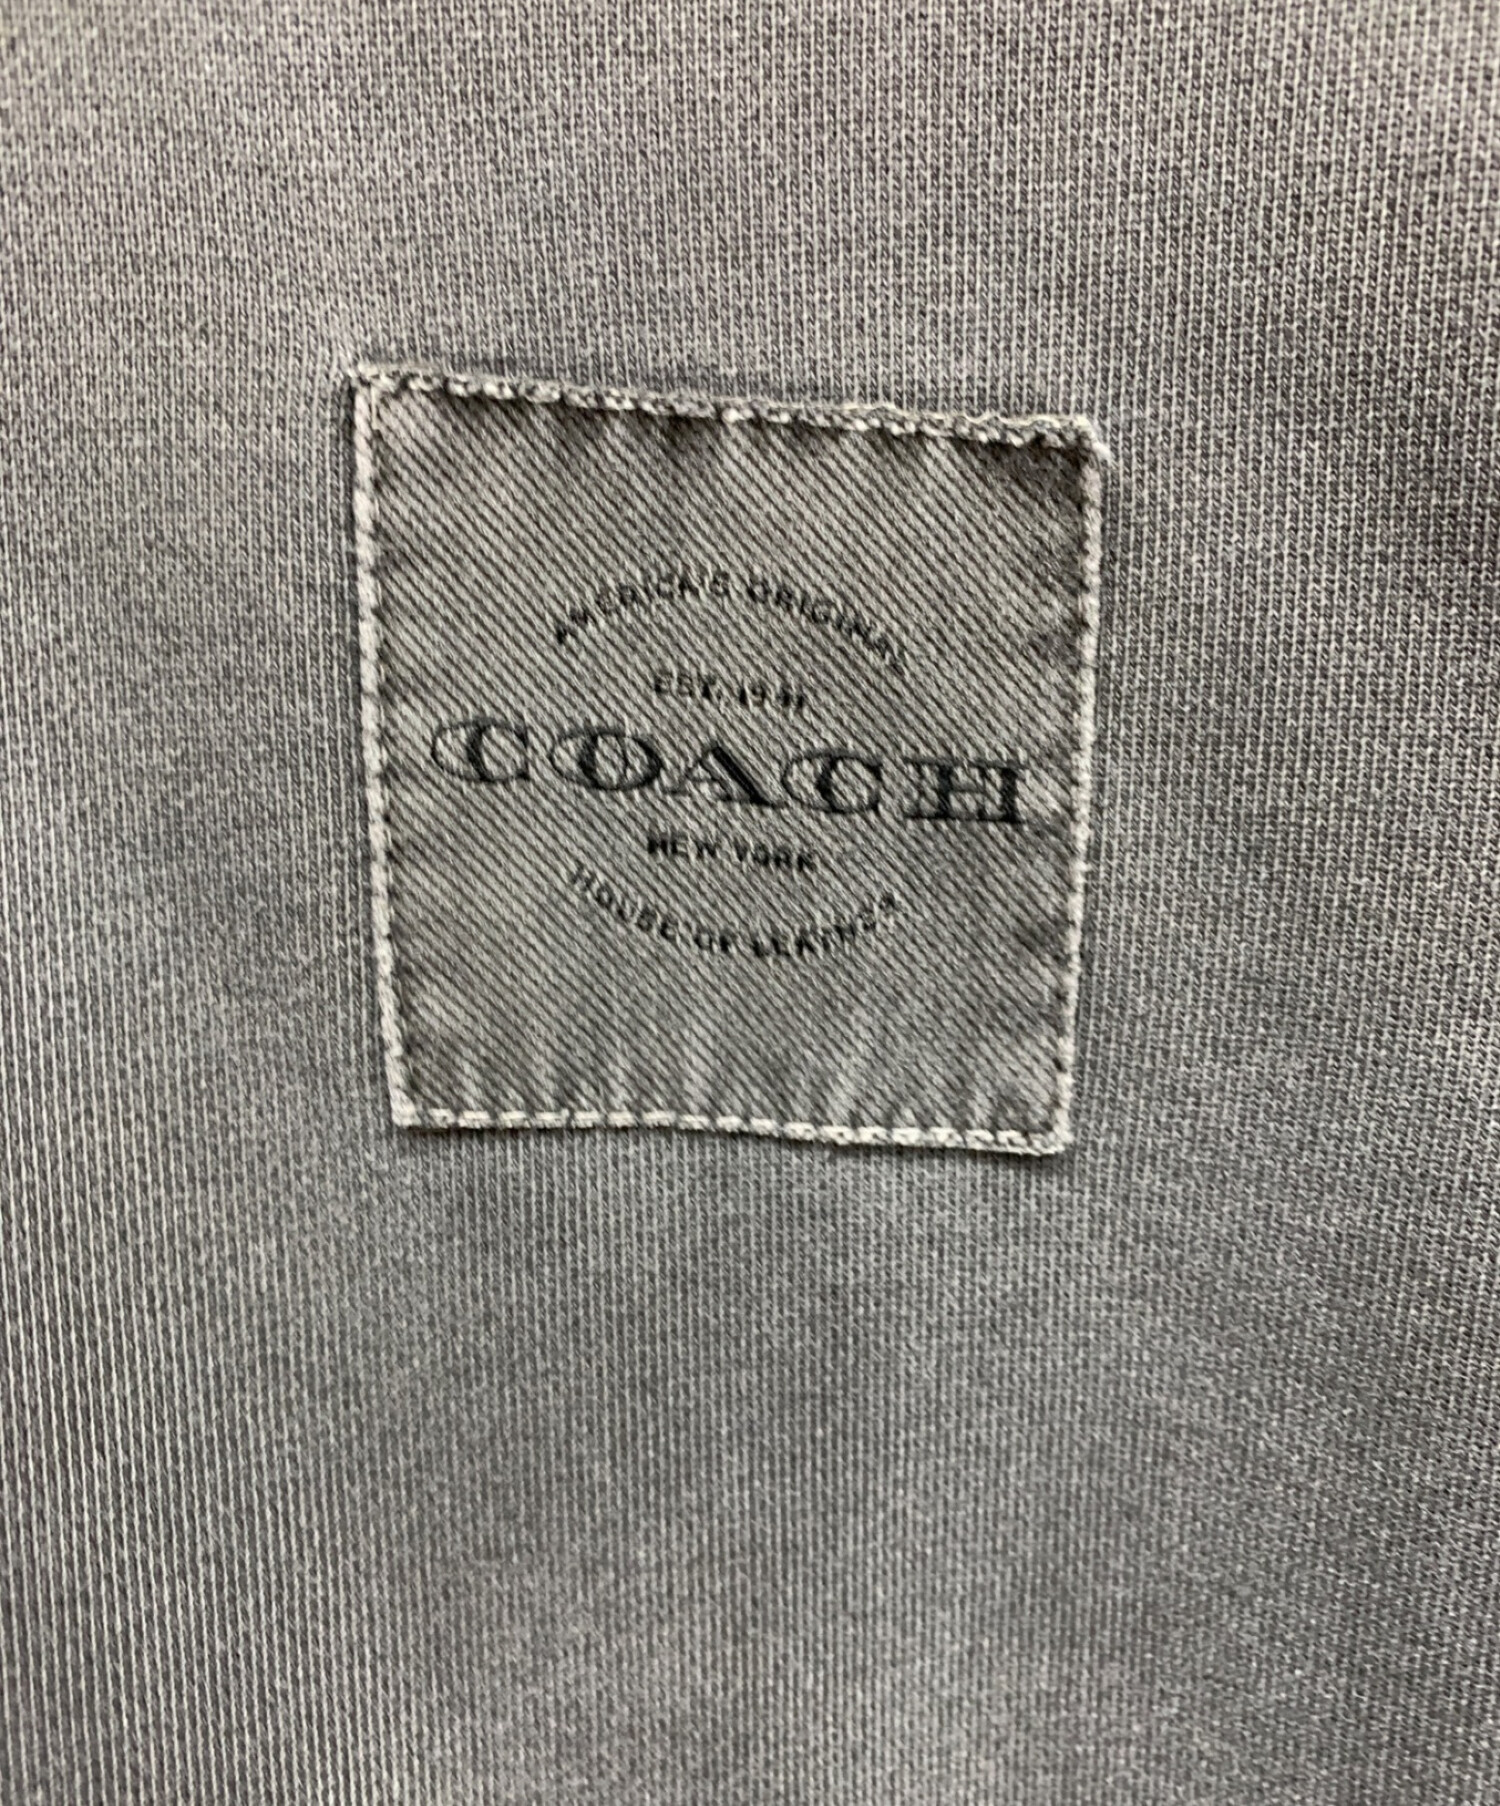 AMERICA'S ORIGINAL
EST. 1941
COACH
NEW YORK
HOUSE OF LEATHER